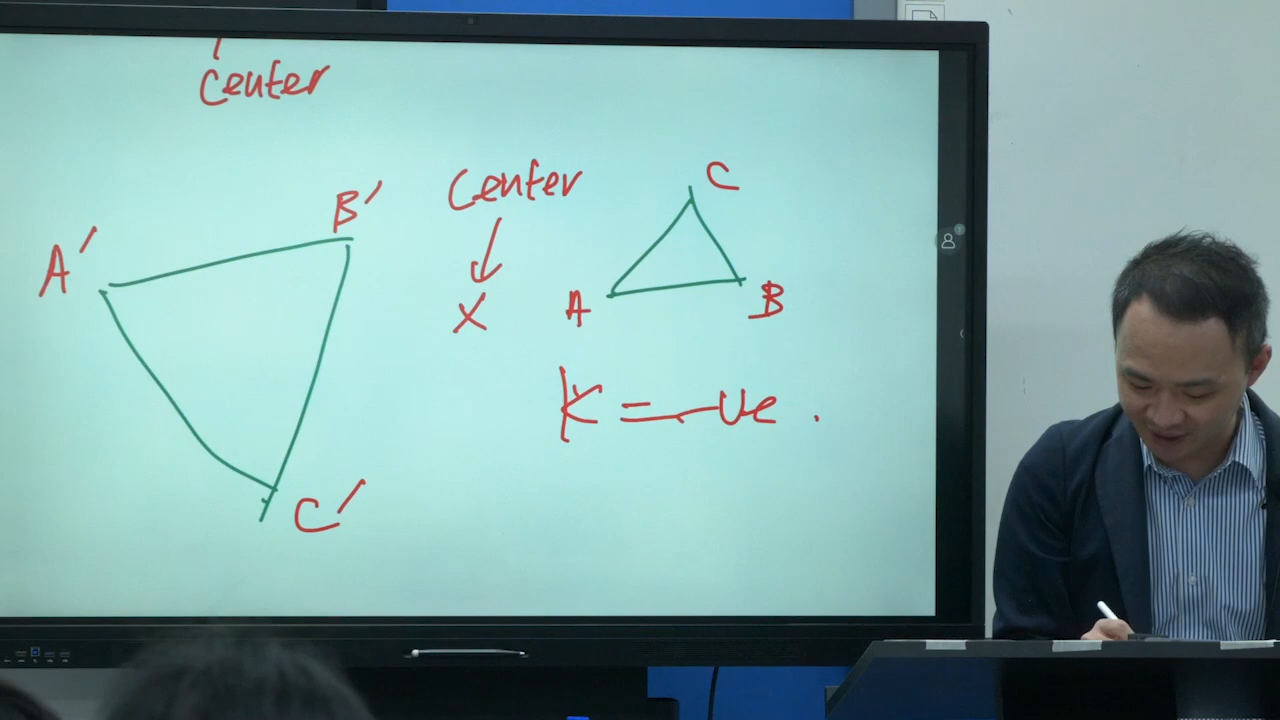 Center
Center
X
A'
B'
C'
A
B
C
K = -ve.